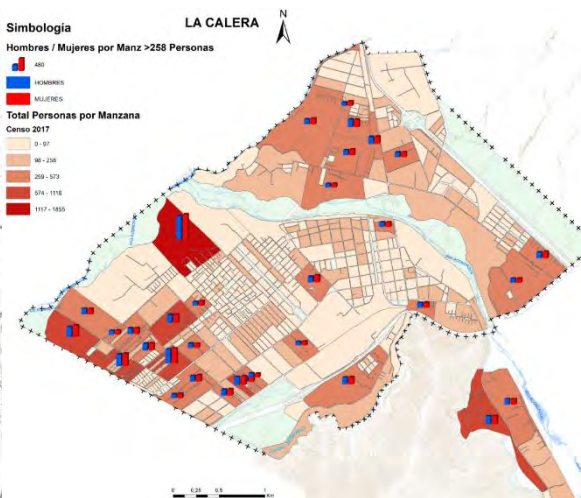 LA CALERA
N
Simbología
Hombres / Mujeres por Manz >258 Personas
480
HOMBRES
MUJERES
Total Personas por Manzana
Censo 2017
0 - 97
98 - 258
259 - 573
574 - 1116
1117 - 1855
0 0.25 0.5 1
Km